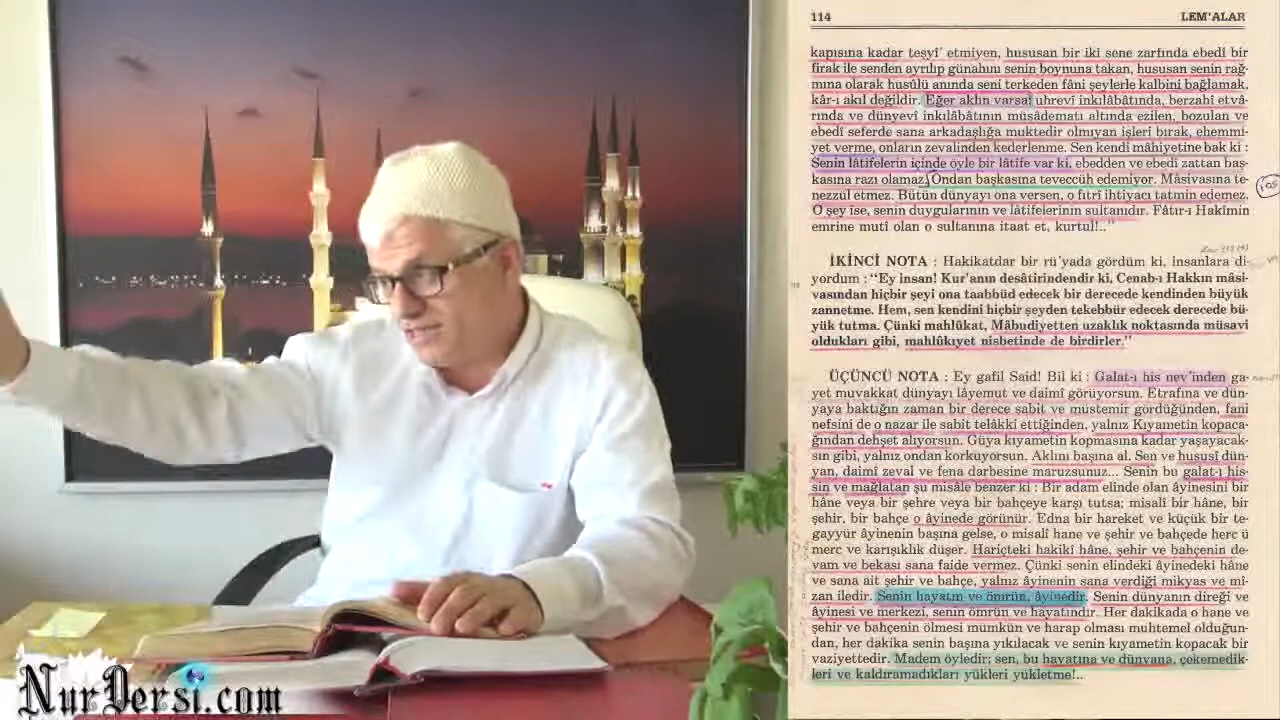 114 LEM'ALAR
kapısına kadar teşyi' etmiyen, hususan bir iki sene zarfında ebedî bir
firak ile senden ayrılıp günahını senin boynuna takan, hususan senin rağ-
mına olarak husûlü anında seni terkeden fâni şeylerle kalbini bağlamak,
kâr-ı akıl değildir. Eğer aklın varsa uhrevî inkılâbâtında, berzahî etvâ-
rında ve dünyevî inkılâbâtının müsâdematı altında ezilen, bozulan ve
ebedî seferde sana arkadaşlığa muktedir olmıyan işleri bırak, ehemmi-
yet verme, onların zevalinden kederlenme. Sen kendi mâhiyetine bak ki :
Senin lâtifelerin içinde öyle bir lâtife var ki, ebedden ve ebedî zattan baş-
kasına razı olamaz. Ondan başkasına teveccüh edemiyor. Mâsivasına te-
nezzül etmez. Bütün dünyayı ona versen, o fıtrî ihtiyacı tatmin edemez.
O şey ise, senin duygularının ve lâtifelerinin sultanıdır. Fâtır-ı Hakîmin
emrine mutî olan o sultanına itaat et, kurtul!.."
İKİNCİ NOTA : Hakikatdar bir rü'yada gördüm ki, insanlara di-
yordum : "Ey insan! Kur'anın desâtirindendir ki, Cenab-ı Hakkın mâsi-
vasından hiçbir şeyi ona taabbüd edecek bir derecede kendinden büyük
zannetme. Hem, sen kendini hiçbir şeyden tekebbür edecek derecede bü-
yük tutma. Çünki mahlûkat, Mâbudiyetten uzaklık noktasında müsavi
oldukları gibi, mahlûkıyet nisbetinde de birdirler."
ÜÇÜNCÜ NOTA : Ey gafil Said! Bil ki : Galat-ı his nev'inden ga-
yet muvakkat dünyayı lâyemut ve daimî görüyorsun. Etrafına ve dün-
yaya baktığın zaman bir derece sabit ve müstemir gördüğünden, fani
nefsini de o nazar ile sabit telâkki ettiğinden, yalnız Kıyametin kopaca-
ğından dehşet alıyorsun. Güya kıyametin kopmasına kadar yaşayacak-
sın gibi, yalnız ondan korkuyorsun. Aklını başına al. Sen ve hususî dün-
yan, daimî zeval ve fena darbesine maruzsunuz... Senin bu galat-ı his-
sin ve mağlatan şu misâle benzer ki : Bir adam elinde olan âyinesini bir
hâne veya bir şehre veya bir bahçeye karşı tutsa; misalî bir hâne, bir
şehir, bir bahçe o âyinede görünür. Edna bir hareket ve küçük bir te-
gayyür âyinenin başına gelse, o misalî hane ve şehir ve bahçede herc ü
merc ve karışıklık düşer. Hariçteki hakikî hâne, şehir ve bahçenin de-
vam ve bekası sana faide vermez. Çünki senin elindeki âyinedeki hâne
ve sana ait şehir ve bahçe, yalnız âyinenin sana verdiği mikyas ve mî-
zan iledir. Senin hayatın ve ömrün, âyinedir. Senin dünyanın direği ve
âyinesi ve merkezi, senin ömrün ve hayatındır. Her dakikada o hane ve
şehir ve bahçenin ölmesi mümkün ve harap olması muhtemel olduğun-
dan, her dakika senin başına yıkılacak ve senin kıyametin kopacak bir
vaziyettedir. Madem öyledir; sen, bu hayatına ve dünyana, çekemedik-
leri ve kaldıramadıkları yükleri yükletme!..
NurDersi.com